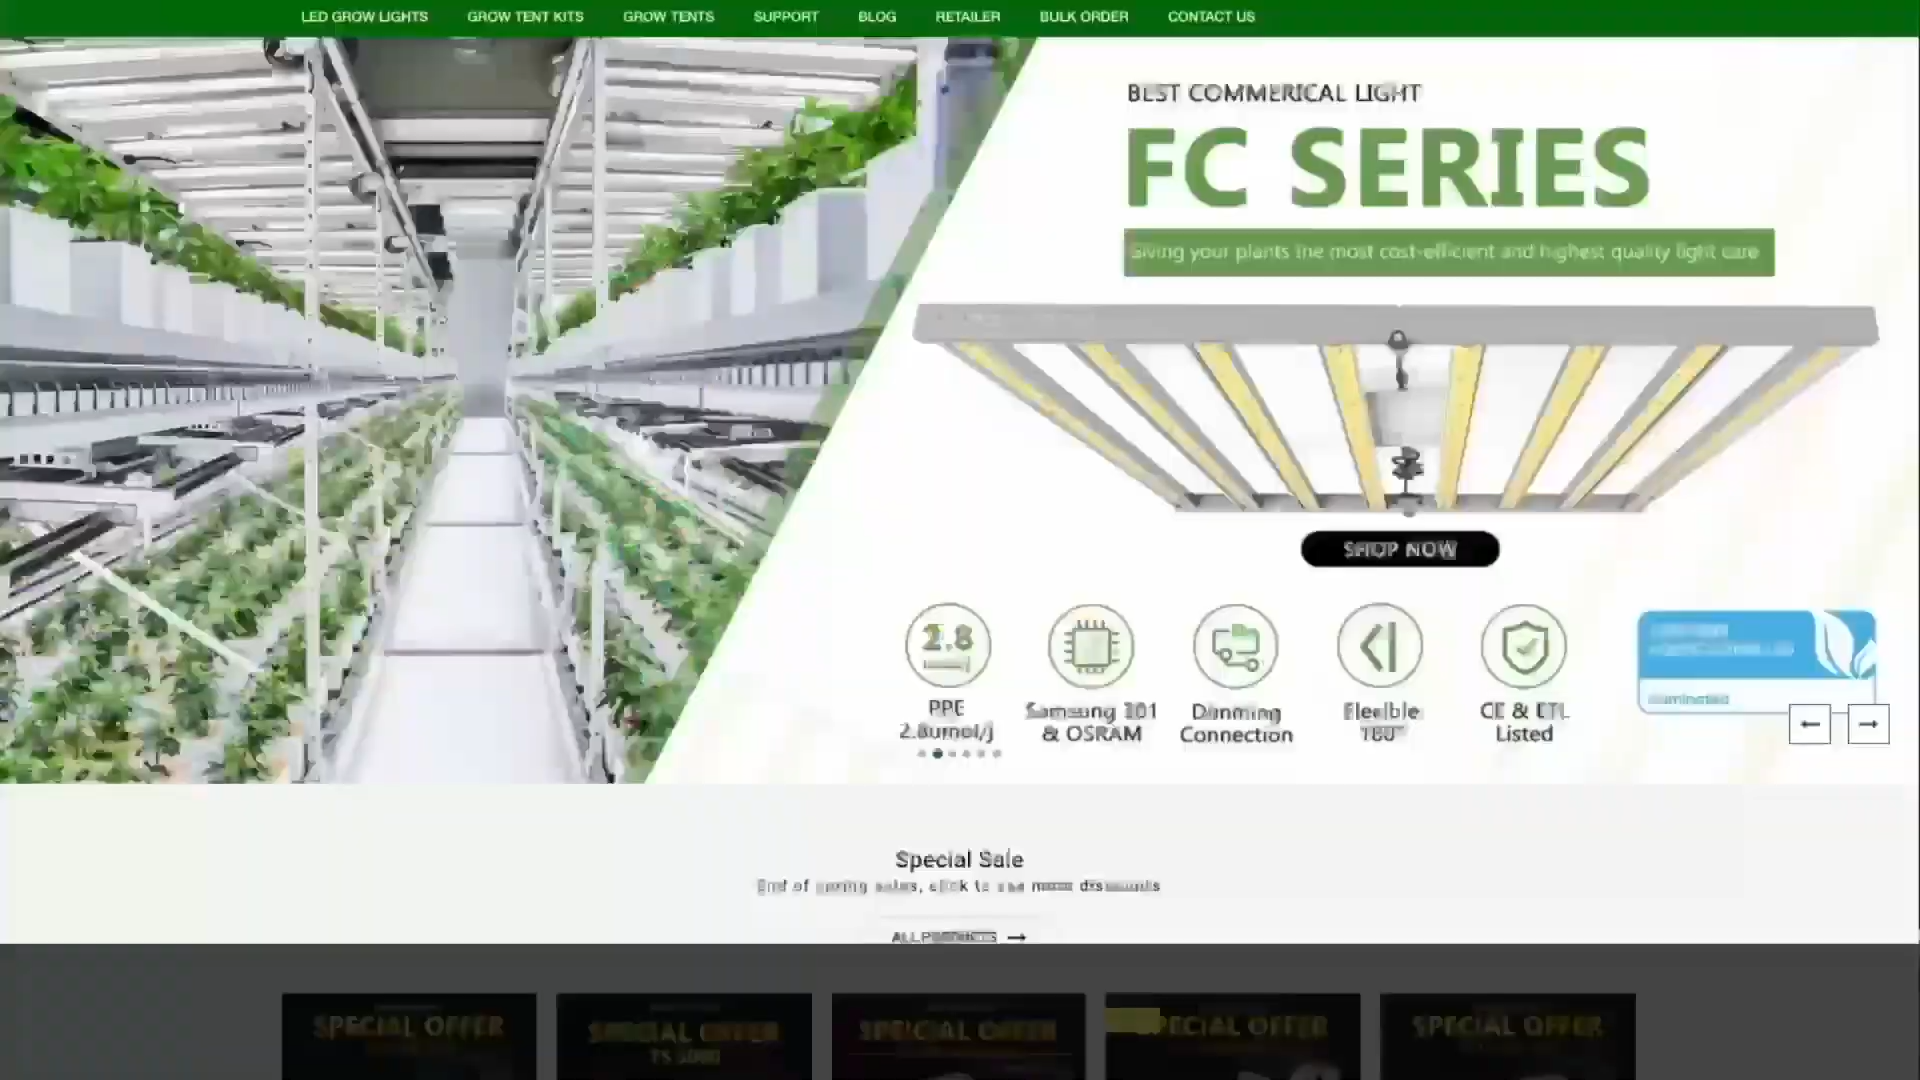 LED GROW LIGHTS GROW TENT KITS GROW TENTS SUPPORT BLOG RETAILER BULK ORDER CONTACT US
BEST COMMERICAL LIGHT
FC SERIES
Giving your plants the most cost-efficient and highest quality light care
SHOP NOW
2.8
PPE
2.8umol/j
Samsung 301
& OSRAM
Dimming
Connection
Flexible
180°
CE & ETL
Listed
Special Sale
End of spring sales, click to see more discounts
ALL PRODUCTS →
SPECIAL OFFER
SPECIAL OFFER
SPECIAL OFFER
SPECIAL OFFER
SPECIAL OFFER